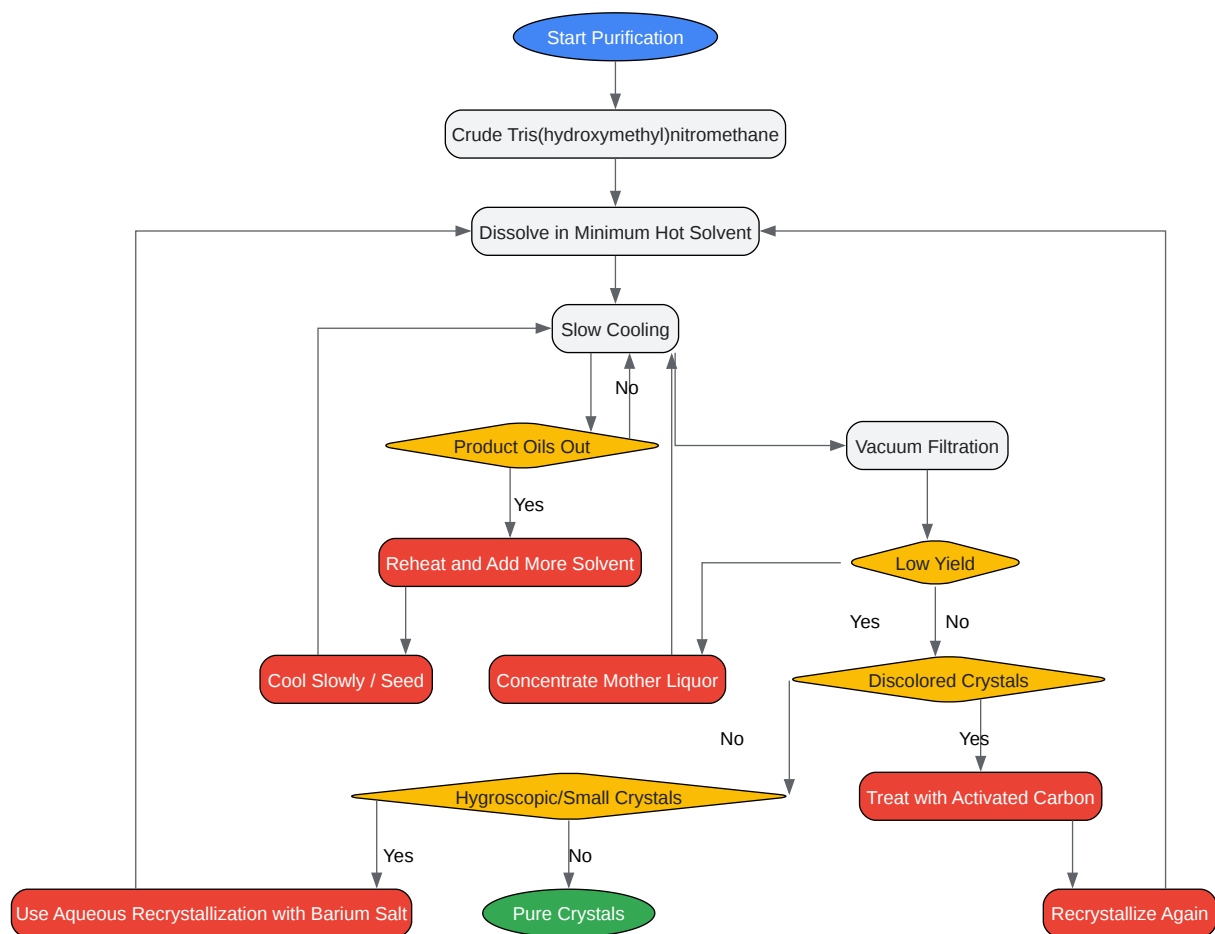 Start Purification
Crude Tris(hydroxymethyl)nitromethane
Dissolve in Minimum Hot Solvent
Slow Cooling
No
Product Oils Out
Vacuum Filtration
Yes
Reheat and Add More Solvent
Low Yield
Yes
No
Cool Slowly / Seed
Concentrate Mother Liquor
Discolored Crystals
No
Yes
Hygroscopic/Small Crystals
Treat with Activated Carbon
Yes
No
Use Aqueous Recrystallization with Barium Salt
Pure Crystals
Recrystallize Again